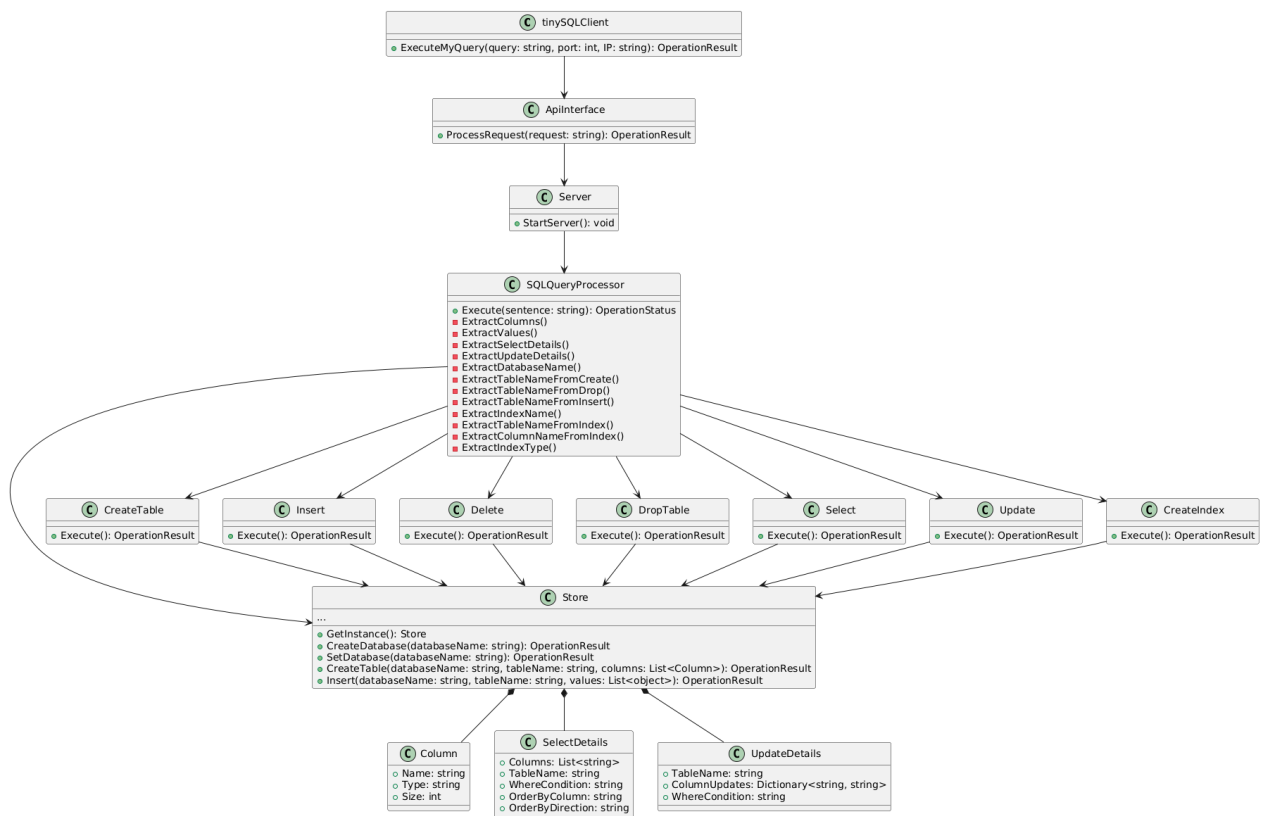 C tinySQLClient
ExecuteMyQuery(query: string, port: int, IP: string): OperationResult
C ApiInterface
ProcessRequest(request: string): OperationResult
C Server
StartServer(): void
C SQLQueryProcessor
Execute(sentence: string): OperationStatus
ExtractColumns()
ExtractValues()
ExtractSelectDetails()
ExtractUpdateDetails()
ExtractDatabaseName()
ExtractTableNameFromCreate()
ExtractTableNameFromDrop()
ExtractTableNameFromInsert()
ExtractIndexName()
ExtractTableNameFromIndex()
ExtractColumnNameFromIndex()
ExtractIndexType()
C CreateTable
Execute(): OperationResult
C Insert
Execute(): OperationResult
C Delete
Execute(): OperationResult
C DropTable
Execute(): OperationResult
C Select
Execute(): OperationResult
C Update
Execute(): OperationResult
C CreateIndex
Execute(): OperationResult
C Store
...
GetInstance(): Store
CreateDatabase(databaseName: string): OperationResult
SetDatabase(databaseName: string): OperationResult
CreateTable(databaseName: string, tableName: string, columns: List<Column>): OperationResult
Insert(databaseName: string, tableName: string, values: List<object>): OperationResult
C Column
Name: string
Type: string
Size: int
C SelectDetails
Columns: List<string>
TableName: string
WhereCondition: string
OrderByColumn: string
OrderByDirection: string
C UpdateDetails
TableName: string
ColumnUpdates: Dictionary<string, string>
WhereCondition: string